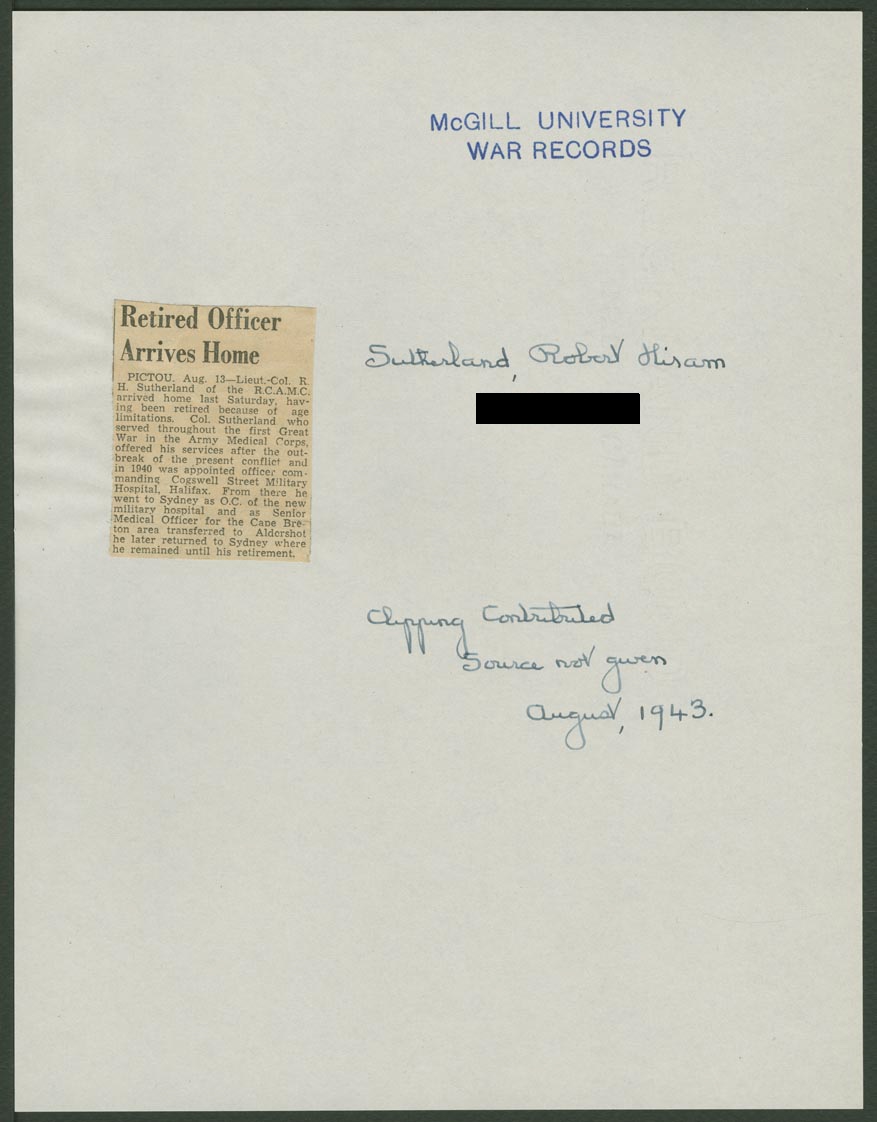 McGILL UNIVERSITY
WAR RECORDS
Retired Officer
Arrives Home
PICTOU. Aug. 13—Lieut.-Col. R.
H. Sutherland of the R.C.A.M.C.
arrived home last Saturday, hav-
ing been retired because of age
limitations. Col. Sutherland who
served throughout the first Great
War in the Army Medical Corps,
offered his services after the out-
break of the present conflict and
in 1940 was appointed officer com-
manding Cogswell Street Military
Hospital, Halifax. From there he
went to Sydney as O.C. of the new
military hospital and as Senior
Medical Officer for the Cape Bre-
ton area transferred to Aldershot
he later returned to Sydney where
he remained until his retirement.
Sutherland, Robert Hiram
Clipping Contributed
Source not given
August, 1943.